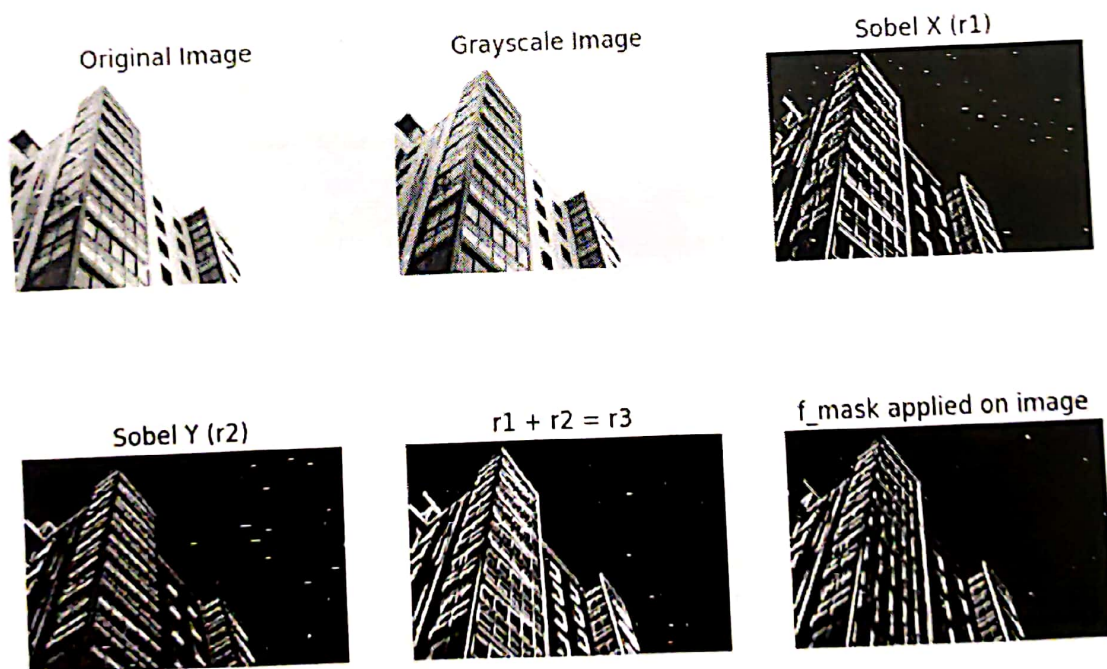 Original Image
Grayscale Image
Sobel X (r1)
Sobel Y (r2)
r1 + r2 = r3
f_mask applied on image